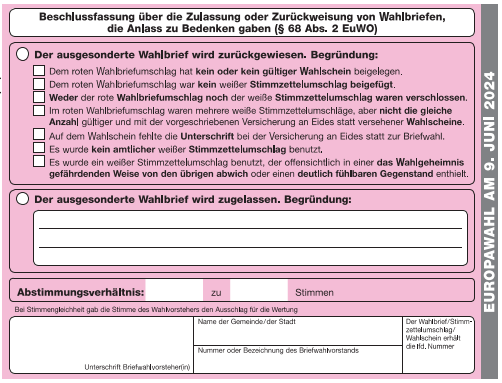 Beschlussfassung über die Zulassung oder Zurückweisung von Wahlbriefen,
die Anlass zu Bedenken gaben (§ 68 Abs. 2 EuWO)
Der ausgesonderte Wahlbrief wird zurückgewiesen. Begründung:
Dem roten Wahlbriefumschlag hat kein oder kein gültiger Wahlschein beigelegen.
Dem roten Wahlbriefumschlag war kein weißer Stimmzettelumschlag beigefügt.
Weder der rote Wahlbriefumschlag noch der weiße Stimmzettelumschlag waren verschlossen.
Im roten Wahlbriefumschlag waren mehrere weiße Stimmzettelumschläge, aber nicht die gleiche
Anzahl gültiger und mit der vorgeschriebenen Versicherung an Eides statt versehener Wahlscheine.
Auf dem Wahlschein fehlte die Unterschrift bei der Versicherung an Eides statt zur Briefwahl.
Es wurde kein amtlicher weißer Stimmzettelumschlag benutzt.
Es wurde ein weißer Stimmzettelumschlag benutzt, der offensichtlich in einer das Wahlgeheimnis
gefährdenden Weise von den übrigen abwich oder einen deutlich fühlbaren Gegenstand enthielt.
Der ausgesonderte Wahlbrief wird zugelassen. Begründung:
Abstimmungsverhältnis: zu Stimmen
Bei Stimmengleichheit gab die Stimme des Wahlvorstehers den Ausschlag für die Wertung
Unterschrift Briefwahlvorsteher(in)
Name der Gemeinde/der Stadt
Nummer oder Bezeichnung des Briefwahlvorstands
Der Wahlbrief/Stimm-
zettelumschlag/
Wahlschein erhält
die lfd. Nummer
EUROPAWAHL AM 9. JUNI 2024